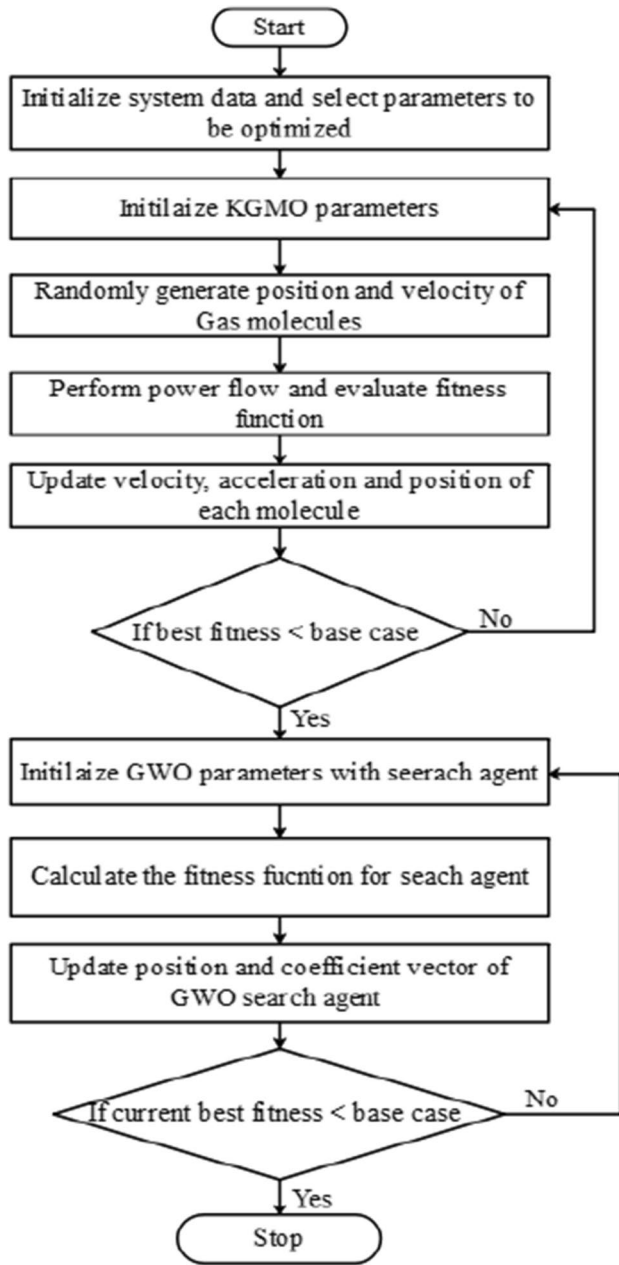 Start
Initialize system data and select parameters to
be optimized
Initilaize KGMO parameters
Randomly generate position and velocity of
Gas molecules
Perform power flow and evaluate fitness
function
Update velocity, acceleration and position of
each molecule
If best fitness < base case
No
Yes
Initilaize GWO parameters with seerach agent
Calculate the fitness fucntion for seach agent
Update position and coefficient vector of
GWO search agent
If current best fitness < base case
No
Yes
Stop